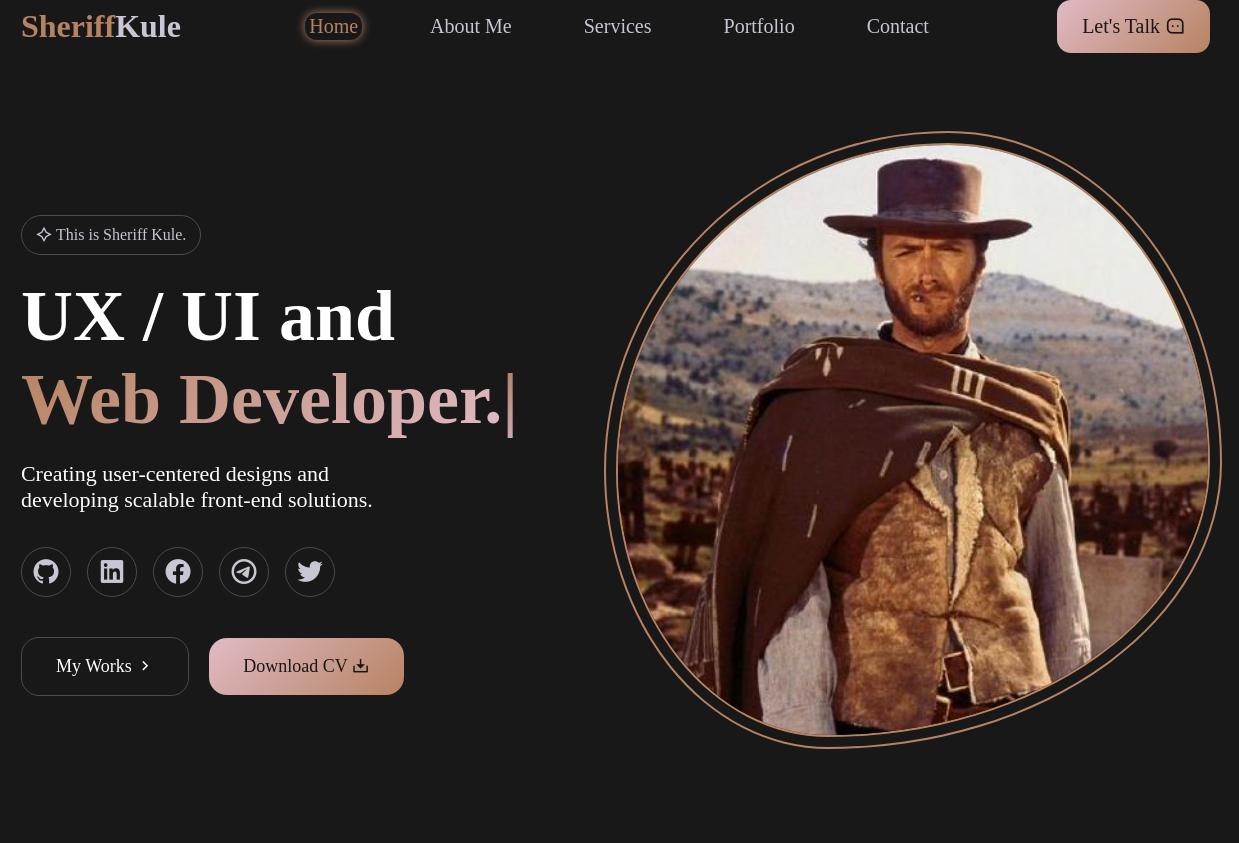 SheriffKule
Home
About Me
Services
Portfolio
Contact
Let's Talk
This is Sheriff Kule.
UX / UI and
Web Developer.|
Creating user-centered designs and
developing scalable front-end solutions.
My Works
Download CV